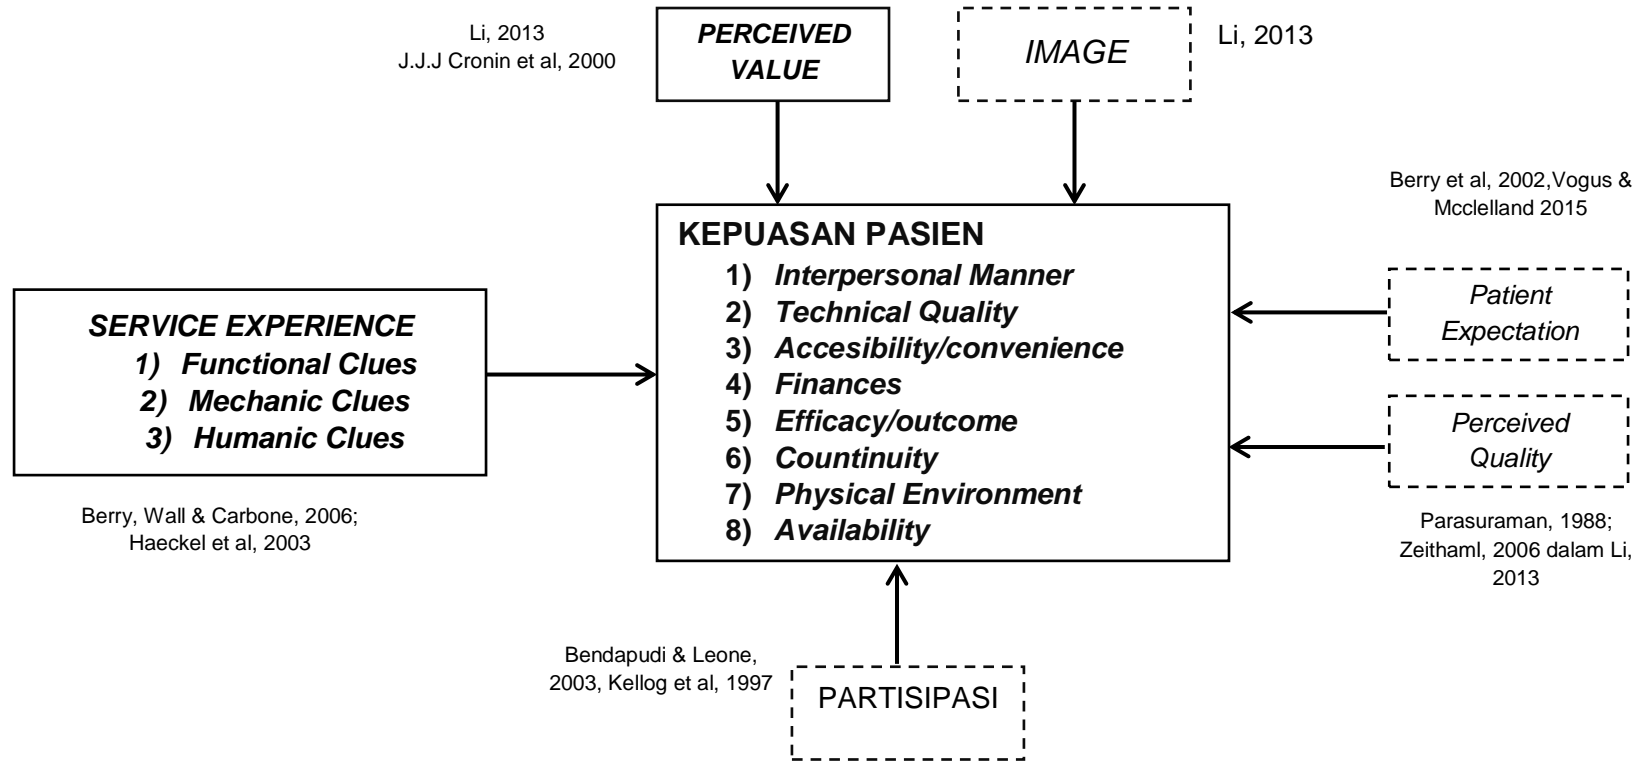 Li, 2013
J.J.J Cronin et al, 2000
PERCEIVED
VALUE
IMAGE
Li, 2013
Berry et al, 2002,Vogus &
Mcclelland 2015
KEPUASAN PASIEN
1) Interpersonal Manner
2) Technical Quality
3) Accesibility/convenience
4) Finances
5) Efficacy/outcome
6) Countinuity
7) Physical Environment
8) Availability
SERVICE EXPERIENCE
1) Functional Clues
2) Mechanic Clues
3) Humanic Clues
Berry, Wall & Carbone, 2006;
Haeckel et al, 2003
Patient
Expectation
Perceived
Quality
Parasuraman, 1988;
Zeithaml, 2006 dalam Li,
2013
Bendapudi & Leone,
2003, Kellog et al, 1997
PARTISIPASI